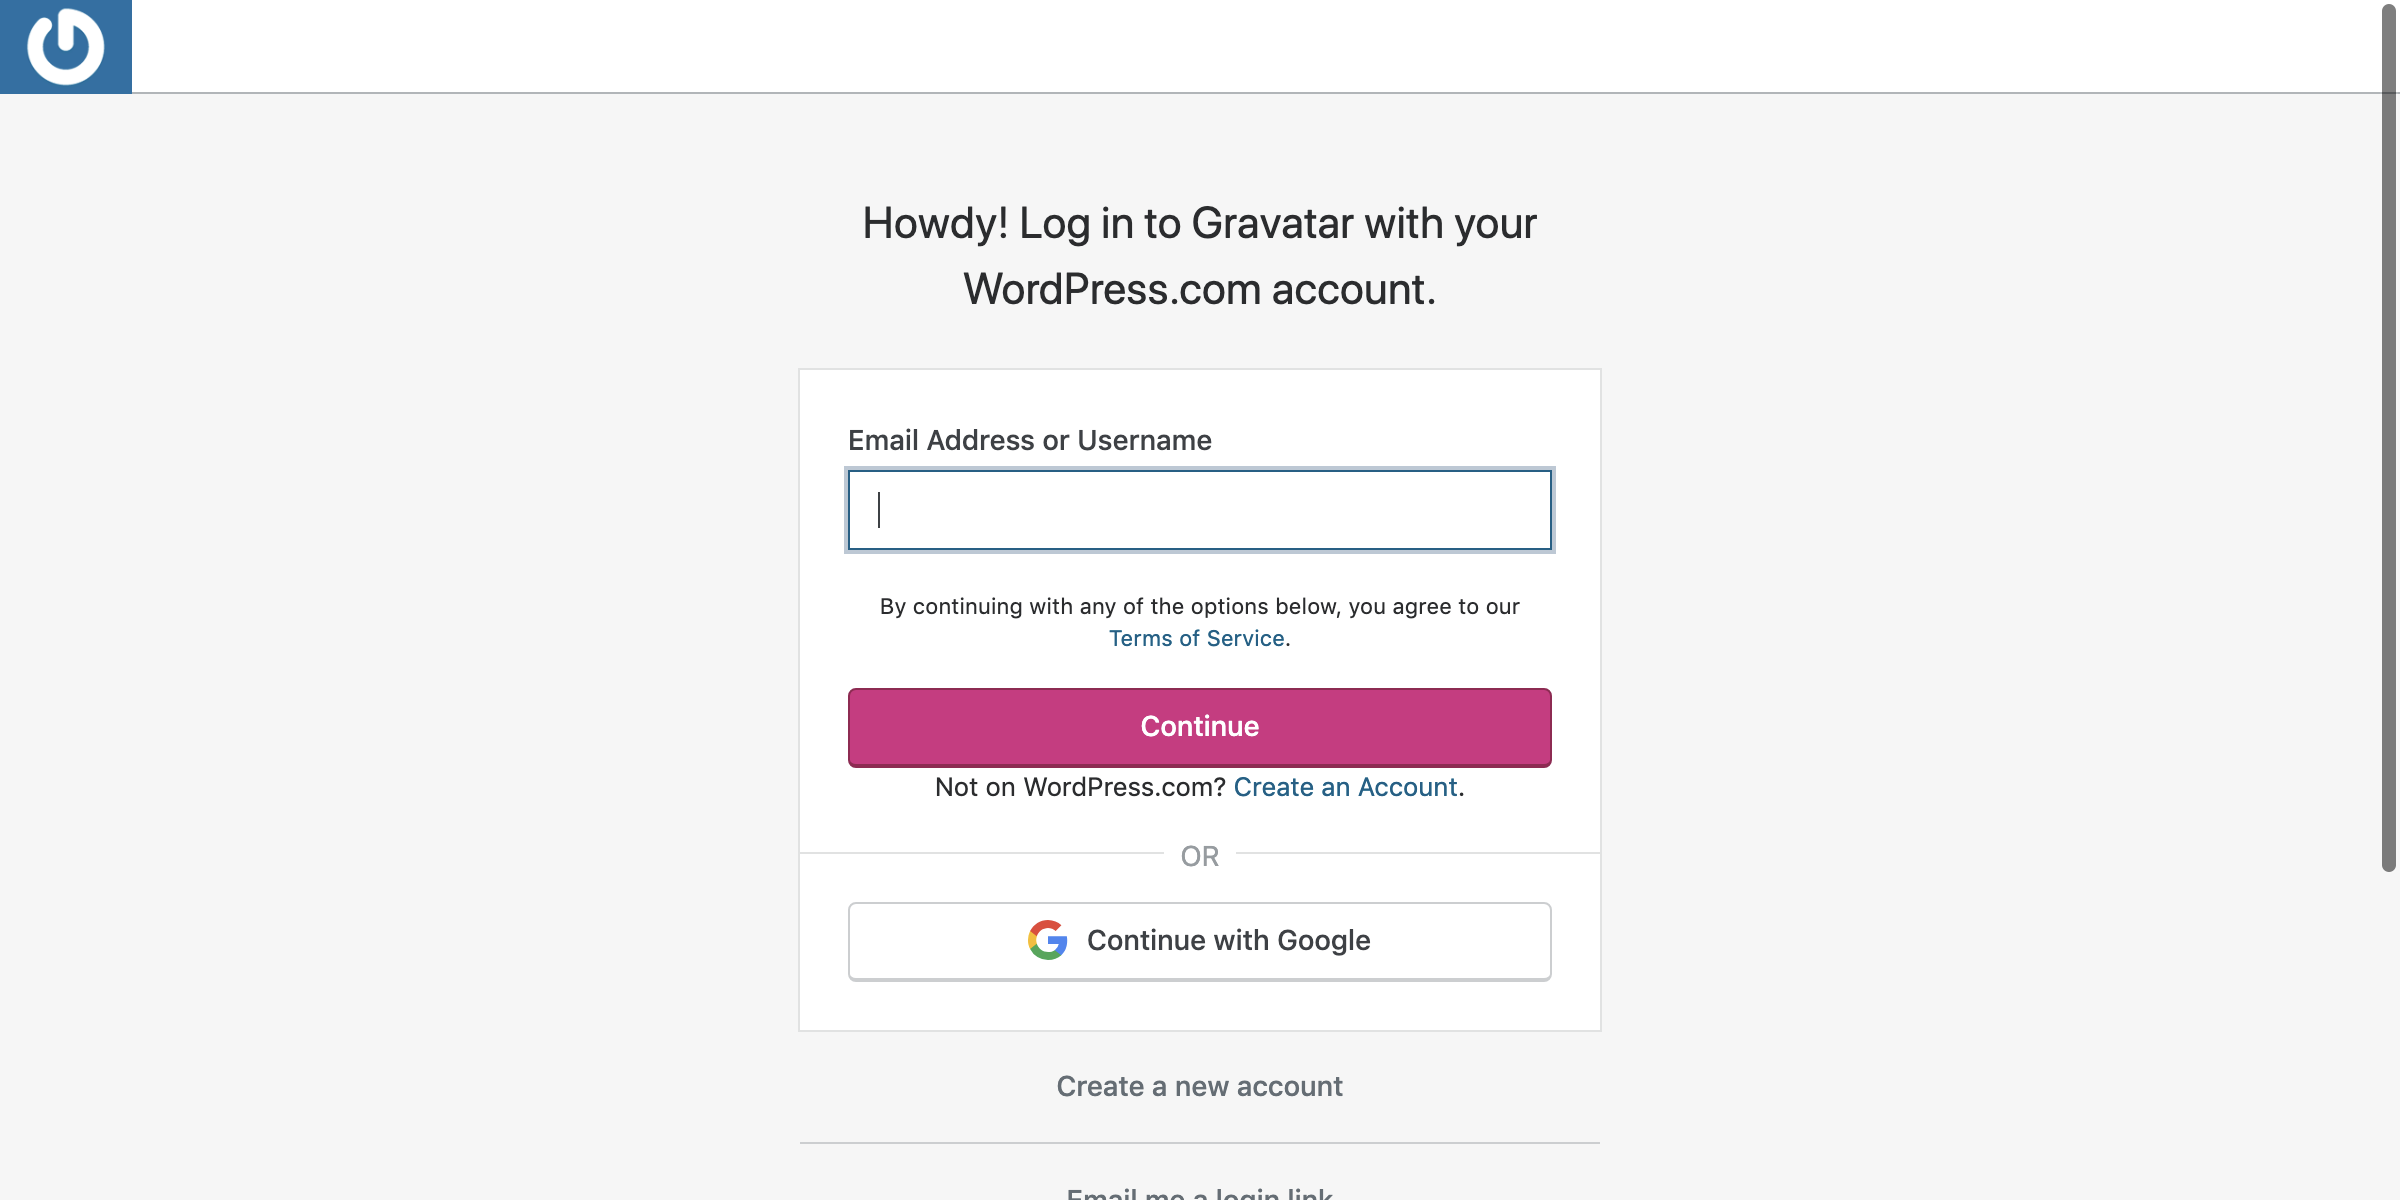 Howdy! Log in to Gravatar with your
WordPress.com account.
Email Address or Username
By continuing with any of the options below, you agree to our
Terms of Service.
Continue
Not on WordPress.com? Create an Account.
OR
Continue with Google
Create a new account
Email me a login link